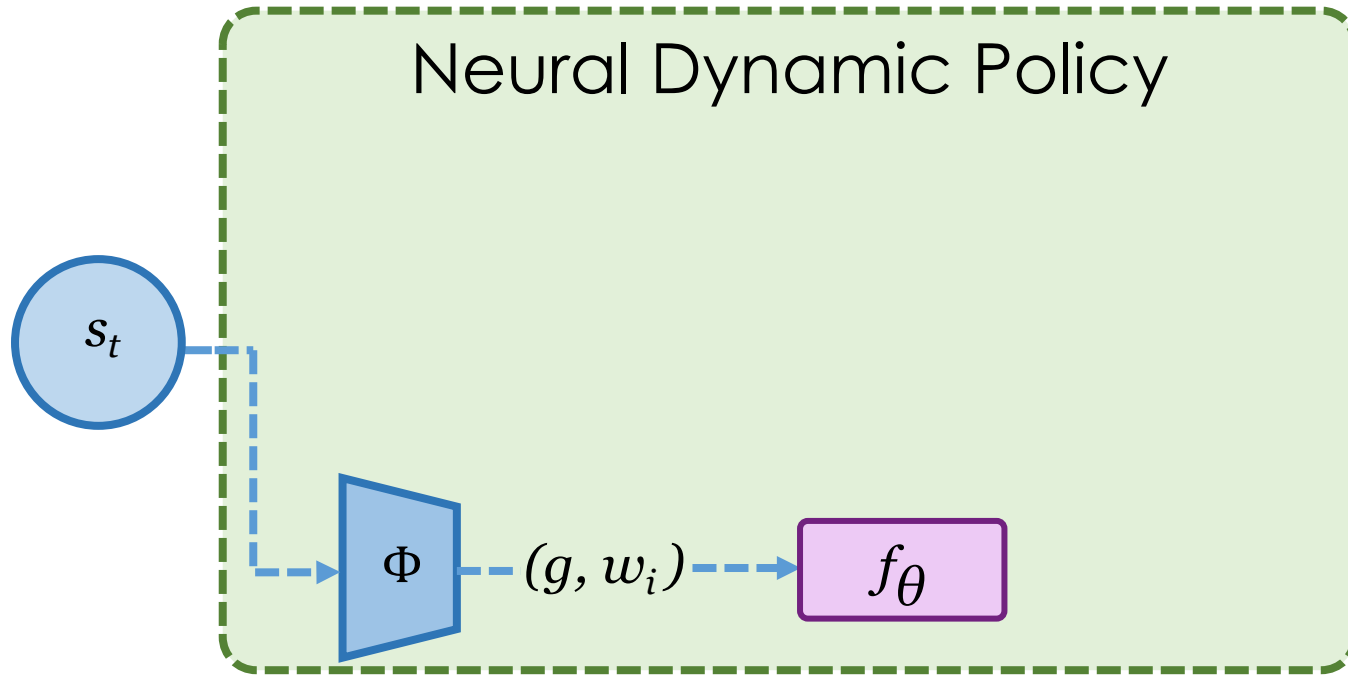 Neural Dynamic Policy
s_t
Φ
(g, w_i)
f_θ